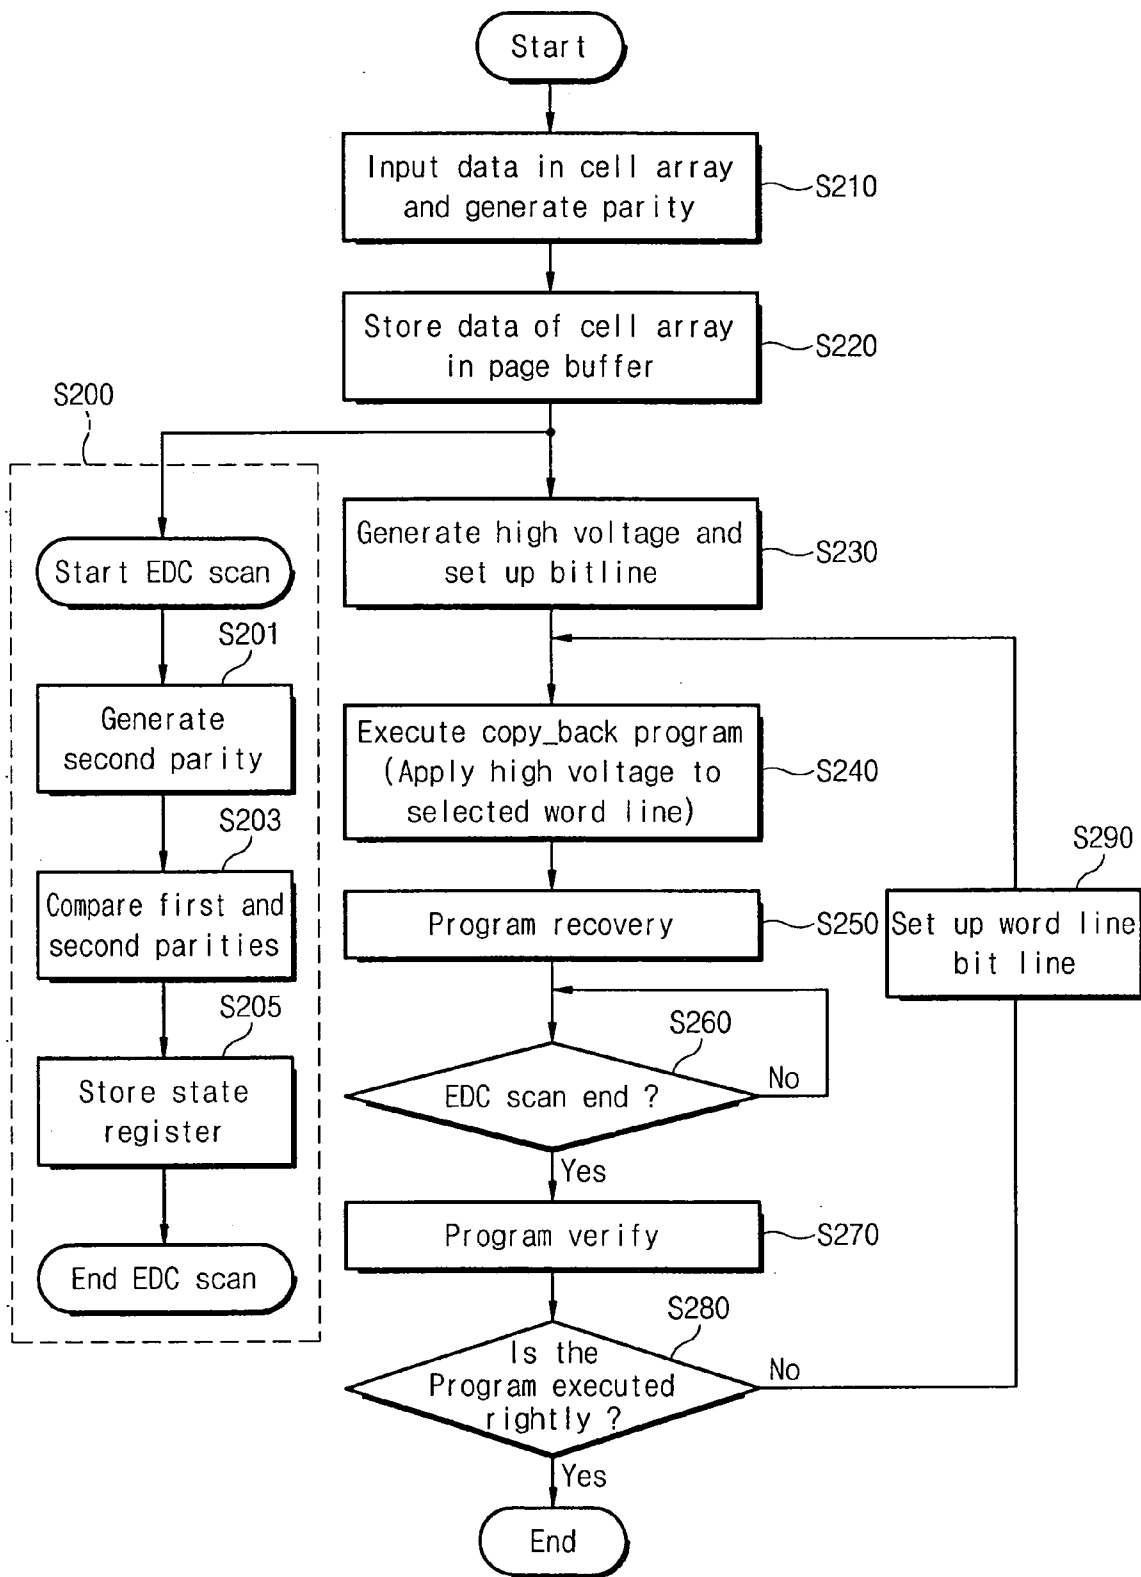 Start
Input data in cell array
and generate parity
S210
Store data of cell array
in page buffer
S220
S200
Start EDC scan
S201
Generate
second parity
S203
Compare first and
second parities
S205
Store state
register
End EDC scan
Generate high voltage and
set up bitline
S230
Execute copy_back program
(Apply high voltage to
selected word line)
S240
Program recovery
S250
S290
Set up word line
bit line
S260
EDC scan end ?
No
Yes
Program verify
S270
S280
Is the
Program executed
rightly ?
No
Yes
End